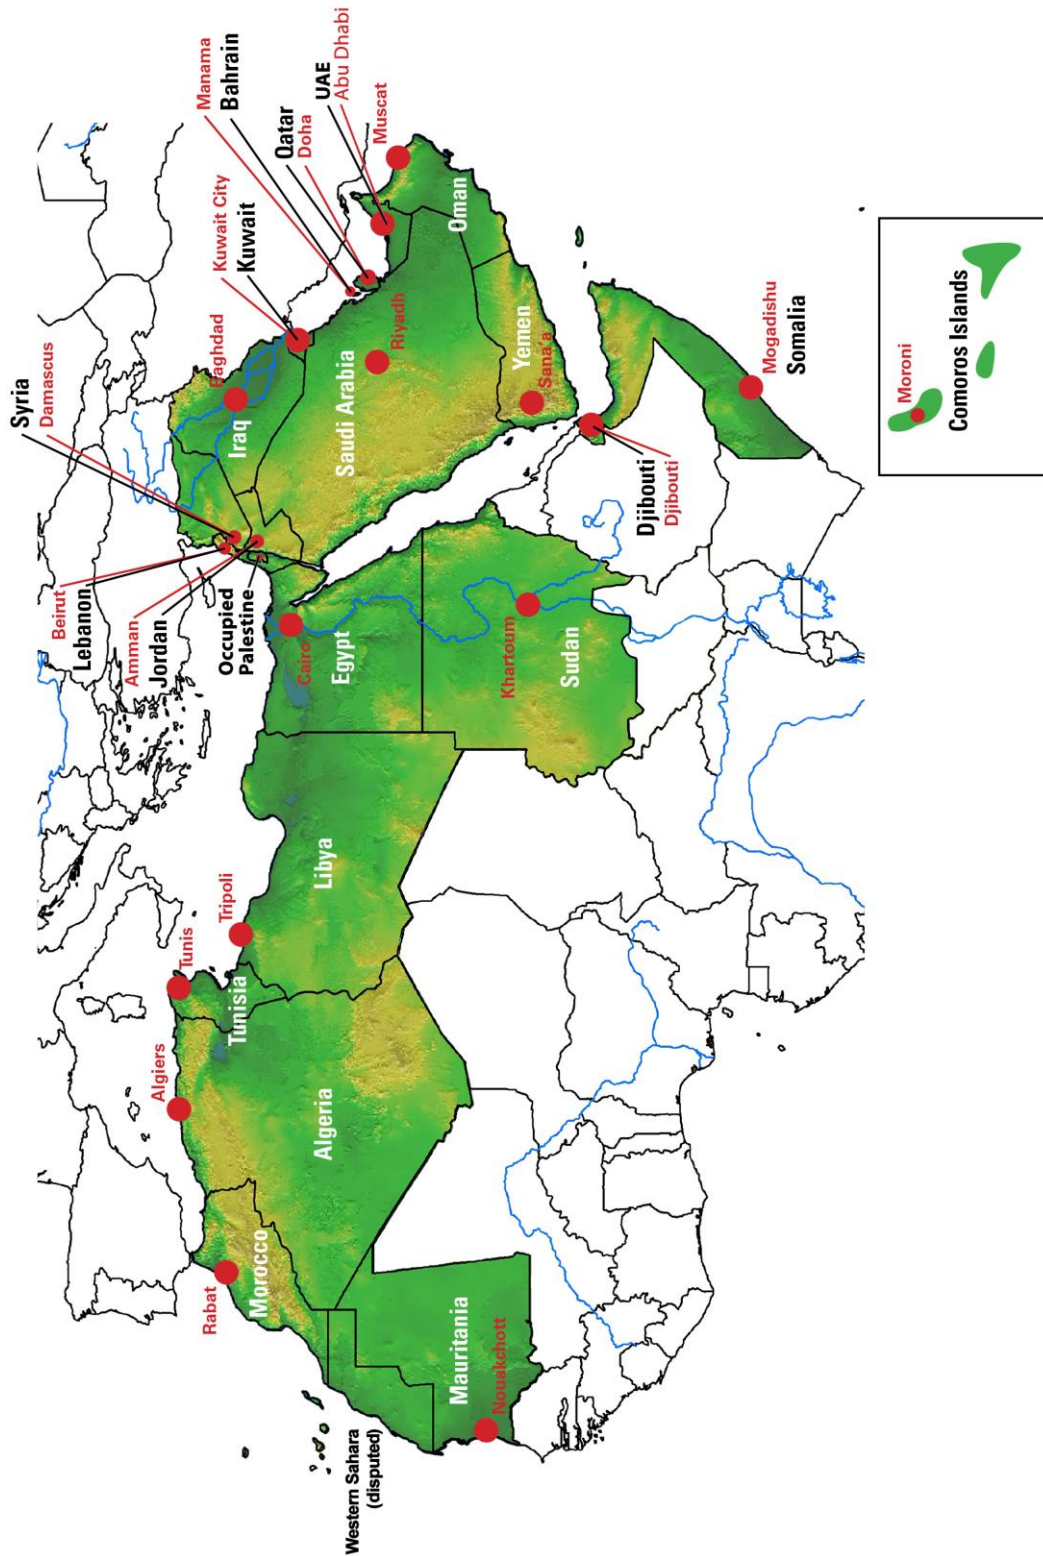 Syria
Damascus
Beirut
Lebanon
Amman
Jordan
Occupied
Palestine
Baghdad
Iraq
Kuwait City
Kuwait
Manama
Bahrain
Qatar
Doha
UAE
Abu Dhabi
Muscat
Oman
Saudi Arabia
Riyadh
Yemen
Sana'a
Rabat
Morocco
Algiers
Algeria
Tunis
Tunisia
Tripoli
Libya
Cairo
Egypt
Western Sahara
(disputed)
Mauritania
Nouakchott
Khartoum
Sudan
Djibouti
Djibouti
Mogadishu
Somalia
Moroni
Comoros Islands